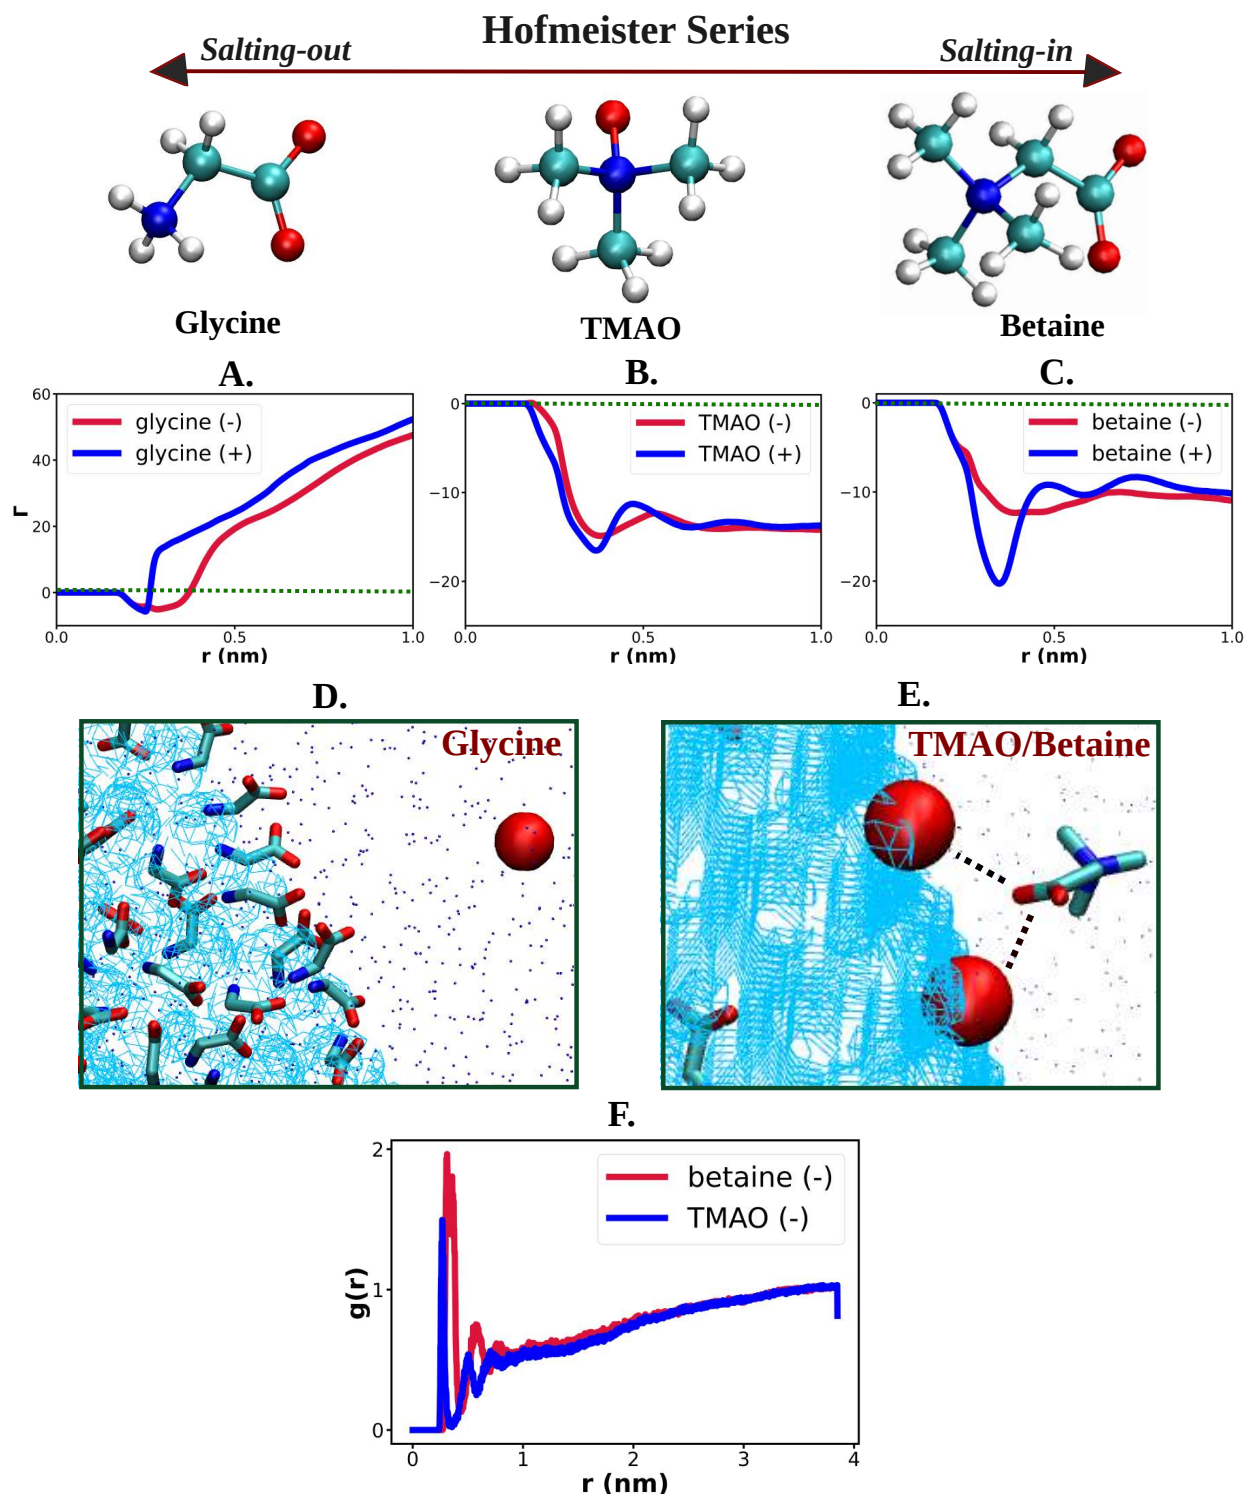 Hofmeister Series
Salting-out
Salting-in
Glycine
TMAO
Betaine
A.
B.
C.
glycine (-)
glycine (+)
Γ
60
40
20
0
0.0
0.5
1.0
r (nm)
TMAO (-)
TMAO (+)
0
−10
−20
0.0
0.5
1.0
r (nm)
betaine (-)
betaine (+)
0
−10
−20
0.0
0.5
1.0
r (nm)
D.
E.
Glycine
TMAO/Betaine
F.
betaine (-)
TMAO (-)
g(r)
2
1
0
0
1
2
3
4
r (nm)